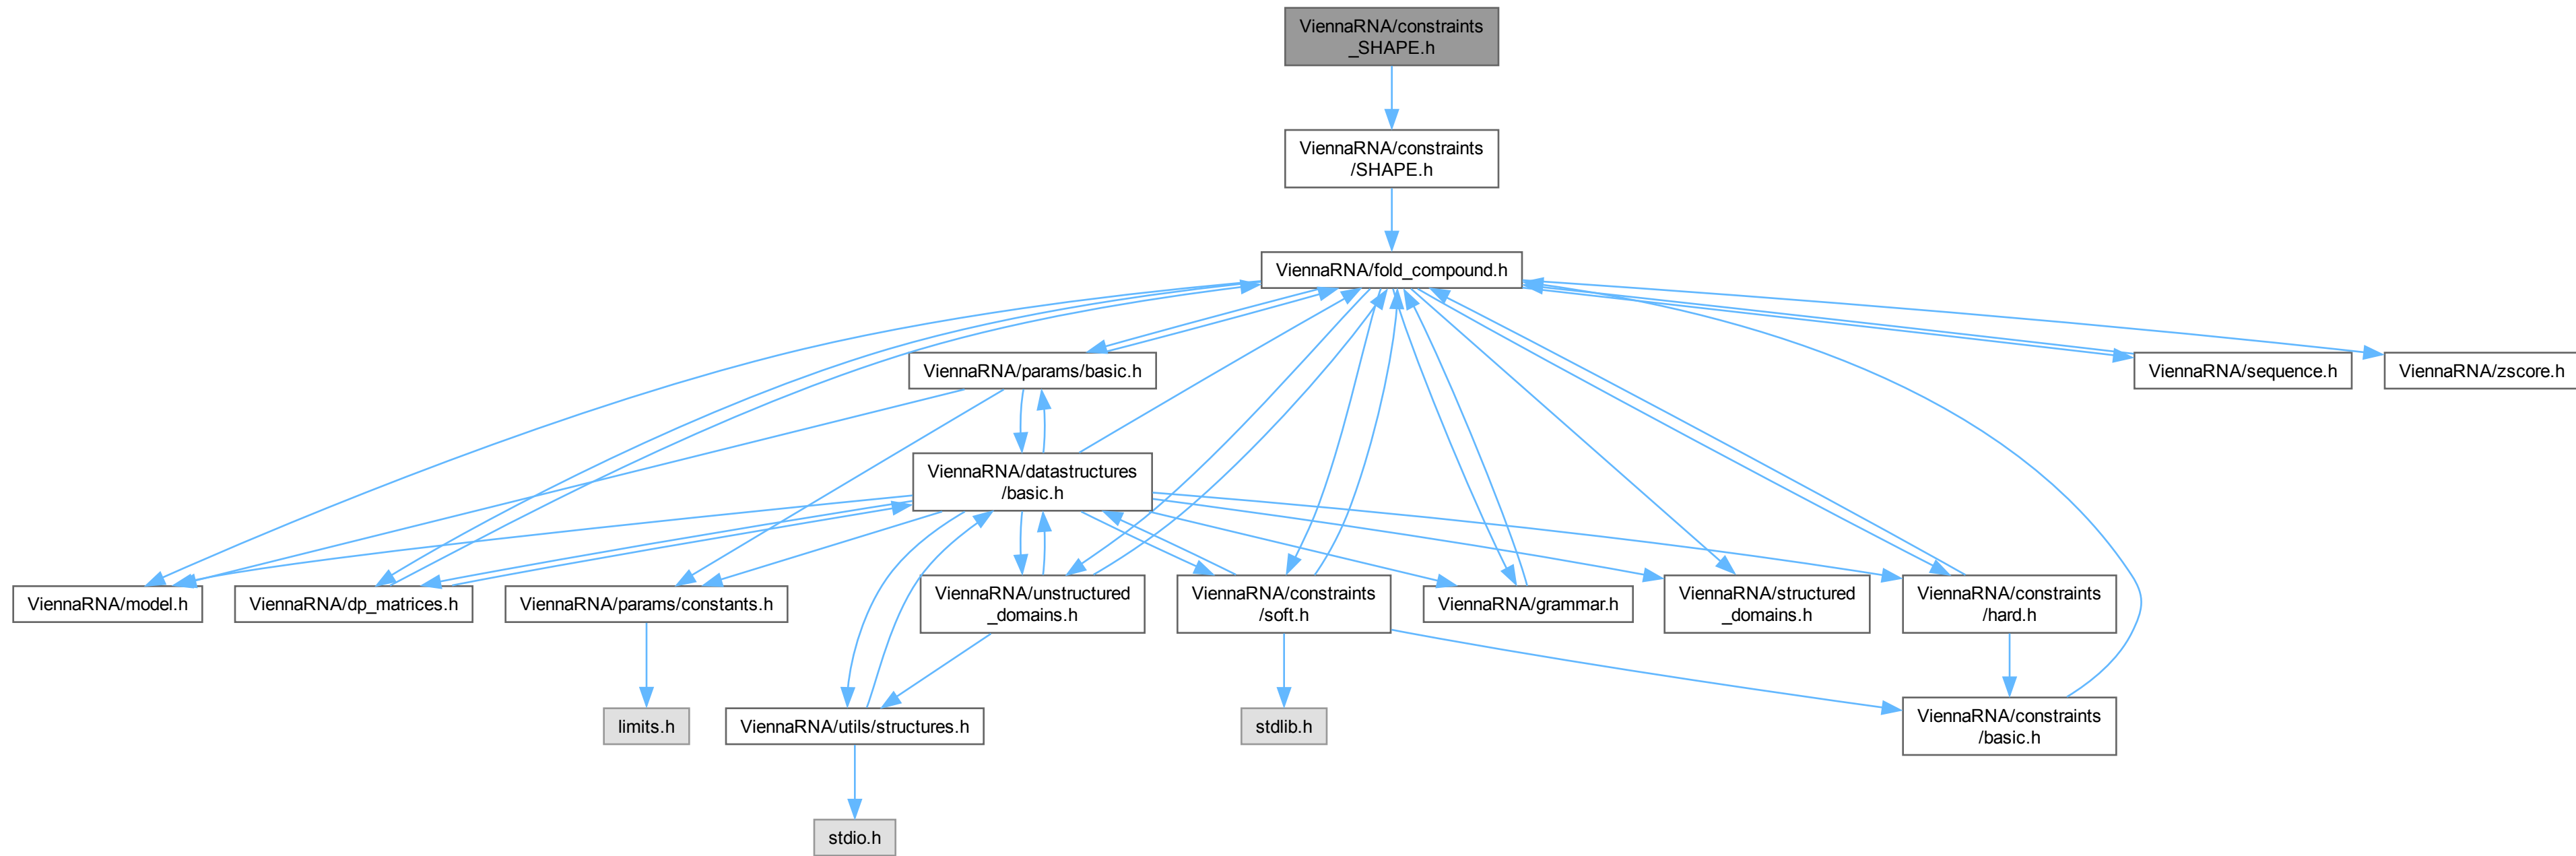 ViennaRNA/constraints
_SHAPE.h
ViennaRNA/constraints
/SHAPE.h
ViennaRNA/fold_compound.h
ViennaRNA/params/basic.h
ViennaRNA/sequence.h
ViennaRNA/zscore.h
ViennaRNA/datastructures
/basic.h
ViennaRNA/model.h
ViennaRNA/dp_matrices.h
ViennaRNA/params/constants.h
ViennaRNA/unstructured
_domains.h
ViennaRNA/constraints
/soft.h
ViennaRNA/grammar.h
ViennaRNA/structured
_domains.h
ViennaRNA/constraints
/hard.h
limits.h
ViennaRNA/utils/structures.h
stdlib.h
ViennaRNA/constraints
/basic.h
stdio.h